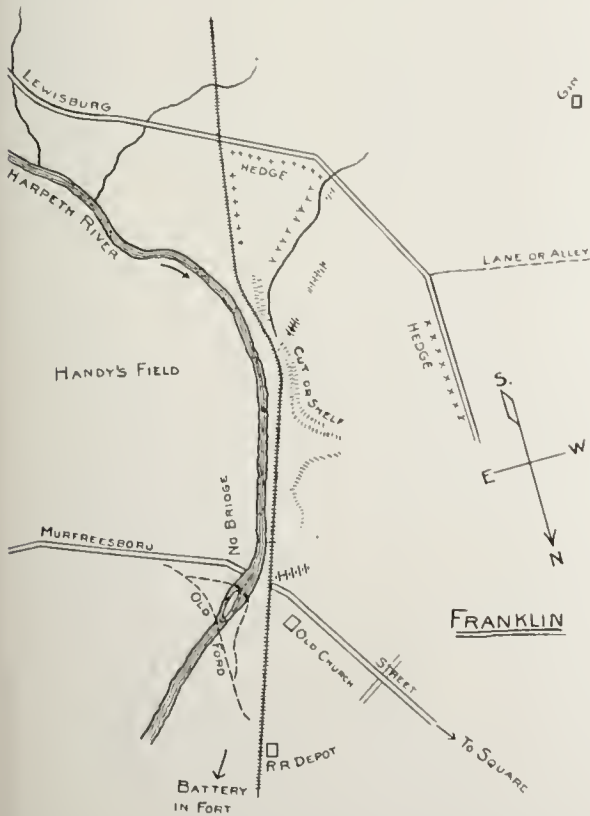 LEWISBURG
GIN
HEDGE
HARPETH RIVER
LANE OR ALLEY
HEDGE
CUT OR SHELF
HANDY'S FIELD
S.
E
W
N
NO BRIDGE
MURFREESBORO
OLD
FORD
FRANKLIN
OLD CHURCH
STREET
TO SQUARE
RR DEPOT
BATTERY
IN FORT